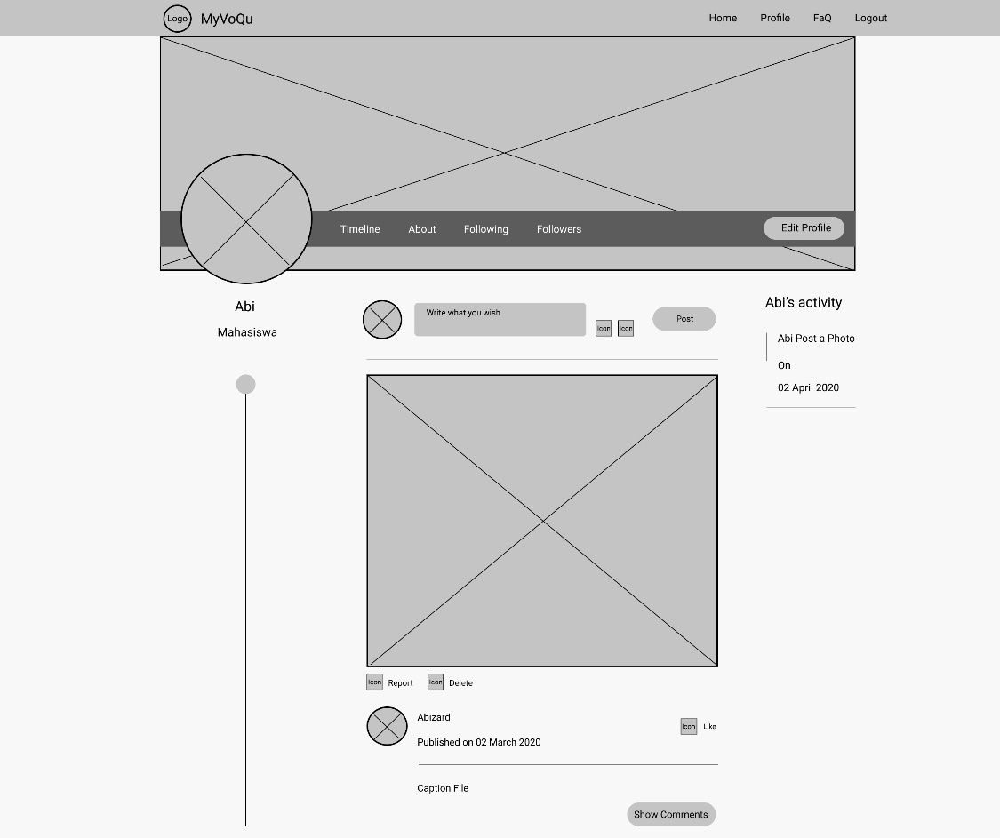 Logo MyVoQu Home Profile FaQ Logout
Timeline About Following Followers Edit Profile
Abi
Mahasiswa
Write what you wish
Icon Icon
Post
Abi's activity
Abi Post a Photo
On
02 April 2020
Icon Report Icon Delete
Abizard
Published on 02 March 2020
Icon Like
Caption File
Show Comments